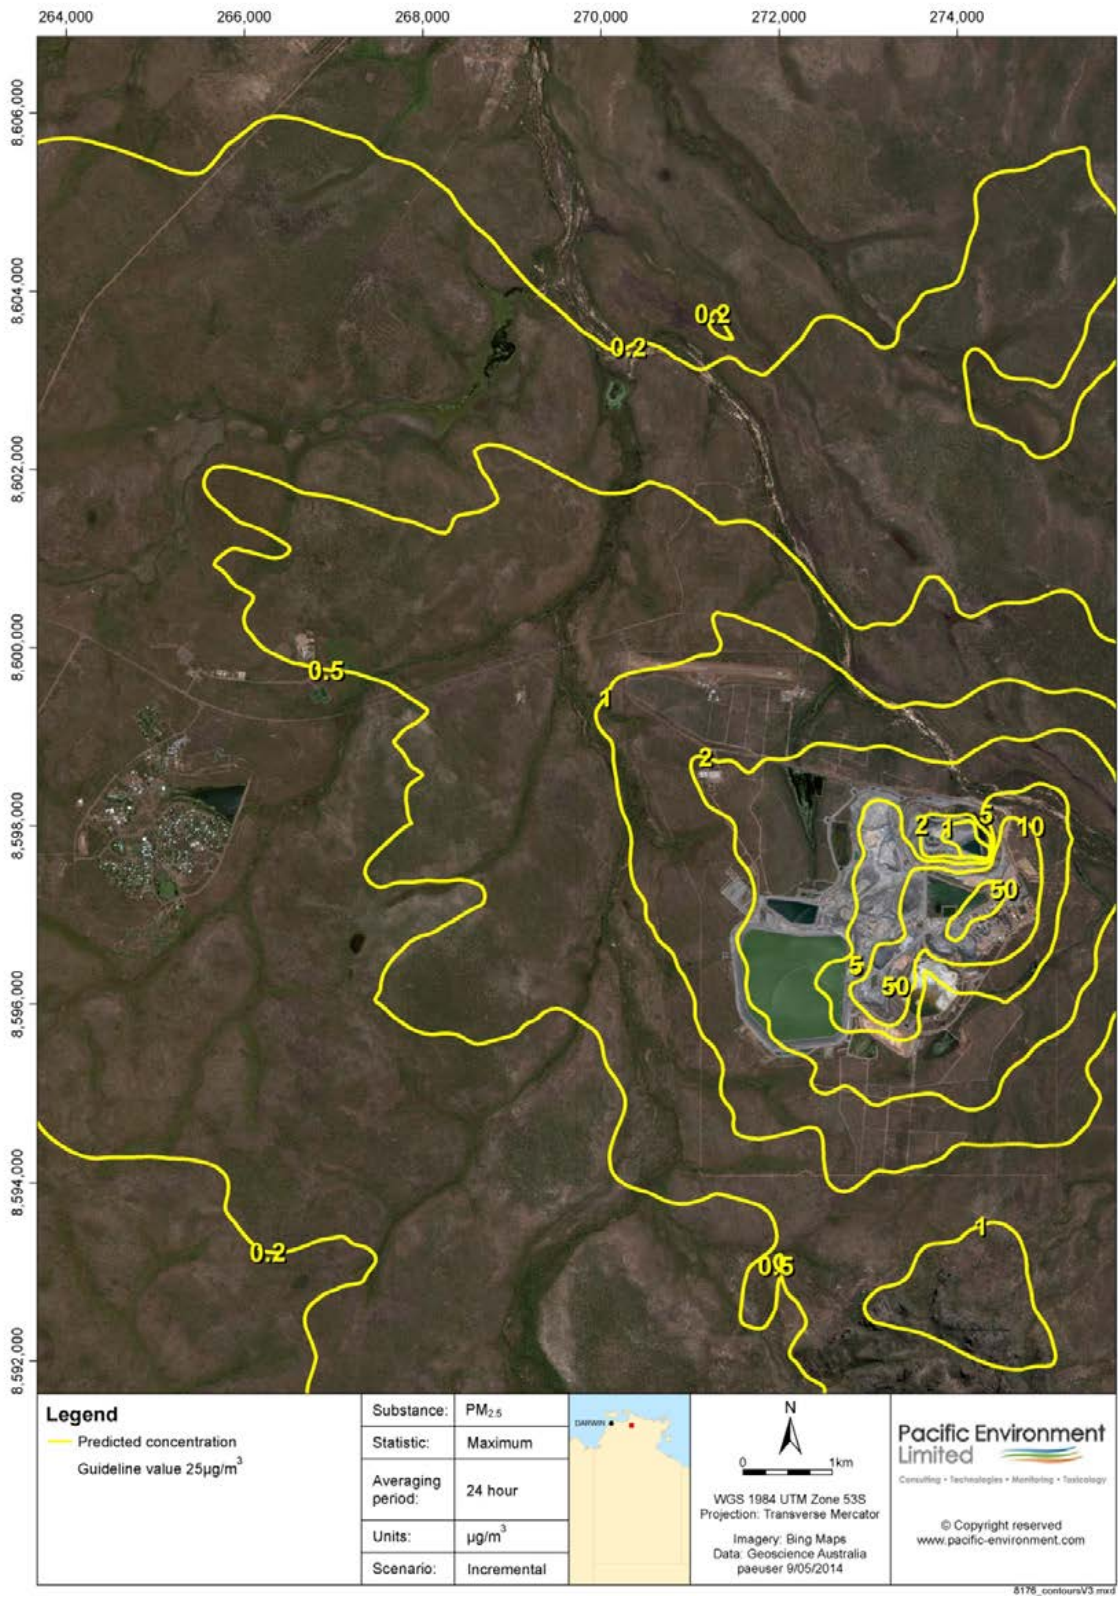 264,000 266,000 268,000 270,000 272,000 274,000
8,606,000
8,604,000
0.2
0.2
8,602,000
8,600,000
0.5
1
2
8,598,000
2 1 5 10
50
5
50
8,596,000
8,594,000
1
0.2
0.5
8,592,000
Legend
Predicted concentration
Guideline value 25µg/m³
Substance: PM₂.₅
Statistic: Maximum
Averaging period: 24 hour
Units: µg/m³
Scenario: Incremental
DARWIN
N
0 1km
WGS 1984 UTM Zone 53S
Projection: Transverse Mercator
Imagery: Bing Maps
Data: Geoscience Australia
paeuser 9/05/2014
Pacific Environment
Limited
Consulting • Technologies • Monitoring • Toxicology
© Copyright reserved
www.pacific-environment.com
8176_contoursV3.mxd